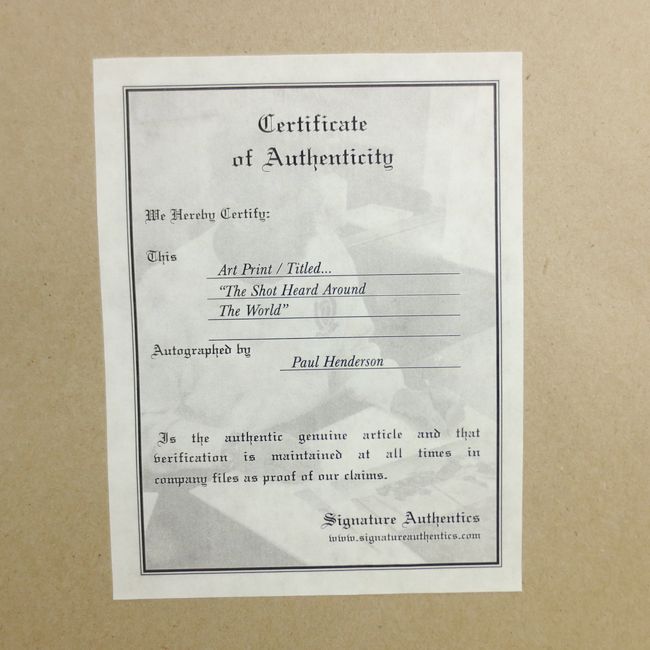 Certificate
of Authenticity
We Hereby Certify:
This
Art Print / Titled...
“The Shot Heard Around
The World”
Autographed by
Paul Henderson
Is the authentic genuine article and that
verification is maintained at all times in
company files as proof of our claims.
Signature Authentics
www.signatureauthentics.com